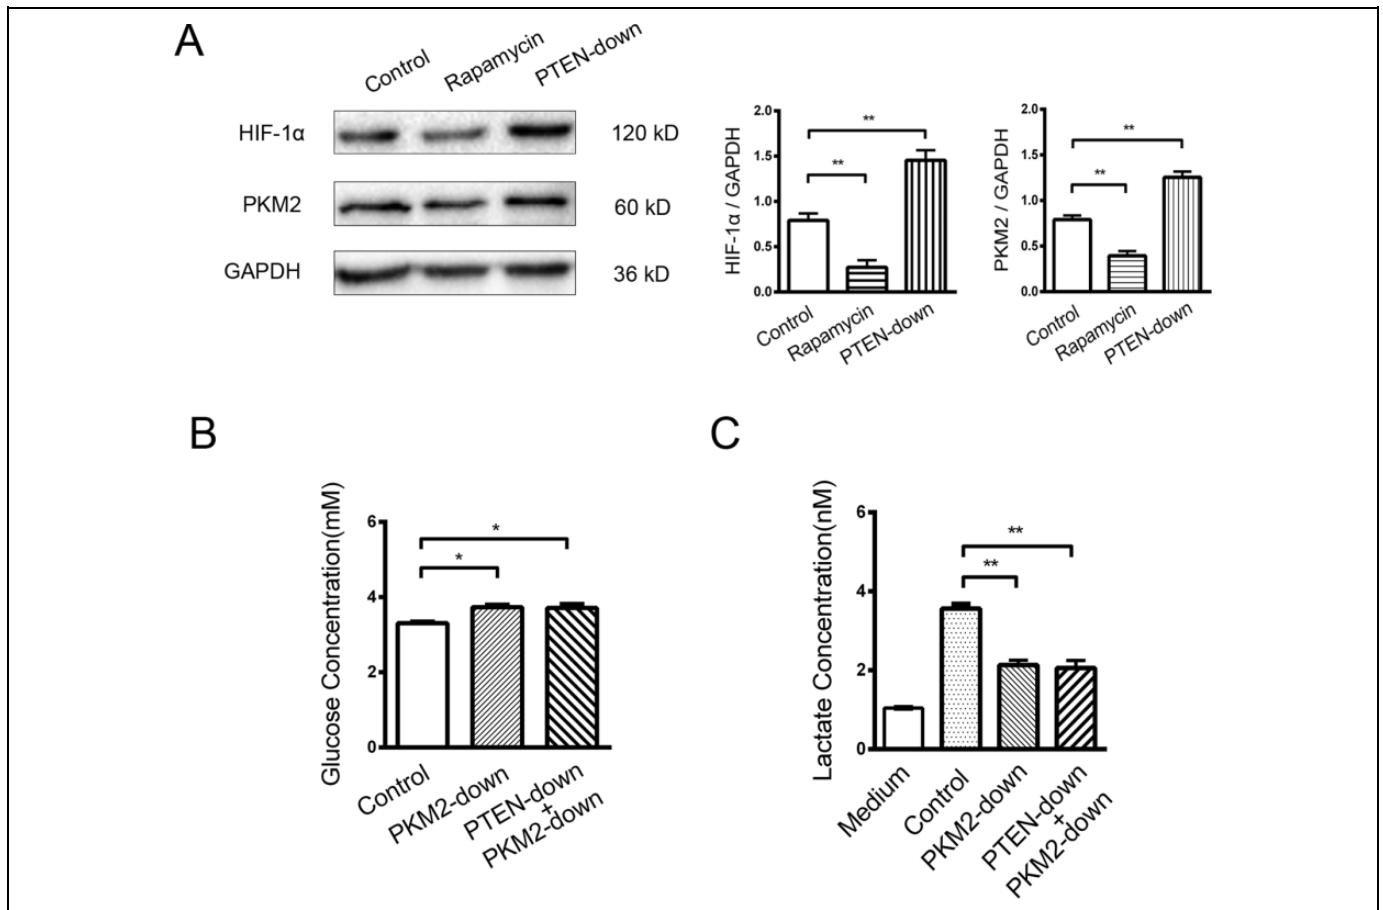 A
Control
Rapamycin
PTEN-down
HIF-1α
120 kD
PKM2
60 kD
GAPDH
36 kD
HIF-1α / GAPDH
2.0
1.5
1.0
0.5
0.0
**
**
Control
Rapamycin
PTEN-down
PKM2 / GAPDH
2.0
1.5
1.0
0.5
0.0
**
**
Control
Rapamycin
PTEN-down
B
Glucose Concentration(mM)
6
4
2
0
*
*
Control
PKM2-down
PTEN-down
+
PKM2-down
C
Lactate Concentration(nM)
6
4
2
0
**
**
Medium
Control
PKM2-down
PTEN-down
+
PKM2-down